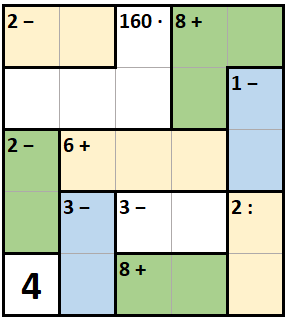 2 – 160 · 8 +
1 –
2 – 6 +
3 – 3 – 2 :
4 8 +